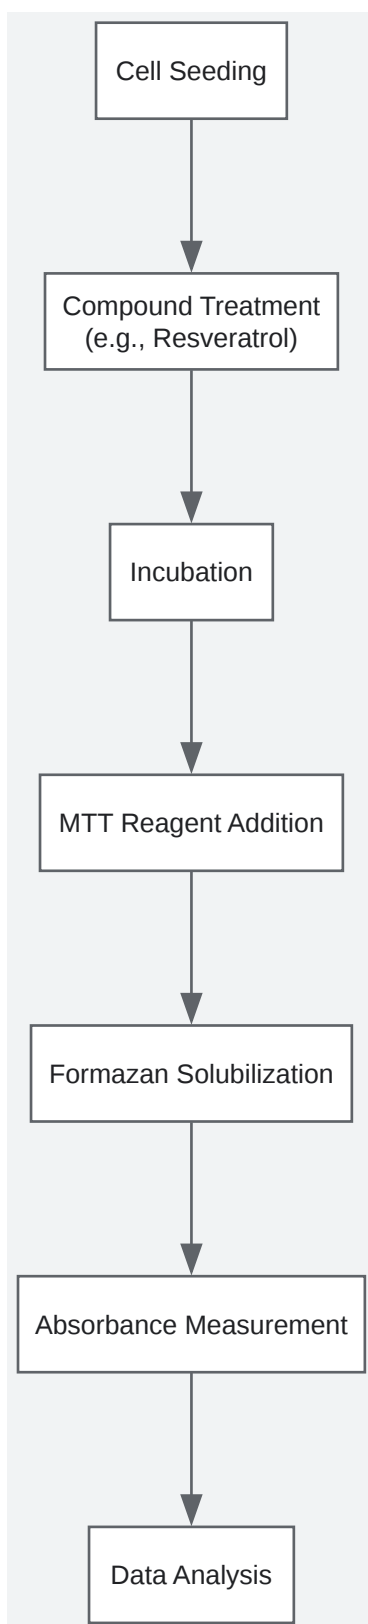 Cell Seeding
Compound Treatment
(e.g., Resveratrol)
Incubation
MTT Reagent Addition
Formazan Solubilization
Absorbance Measurement
Data Analysis